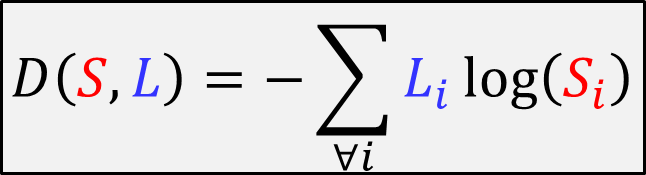 D(S, L) = −∑∀i Lᵢ log(Sᵢ)